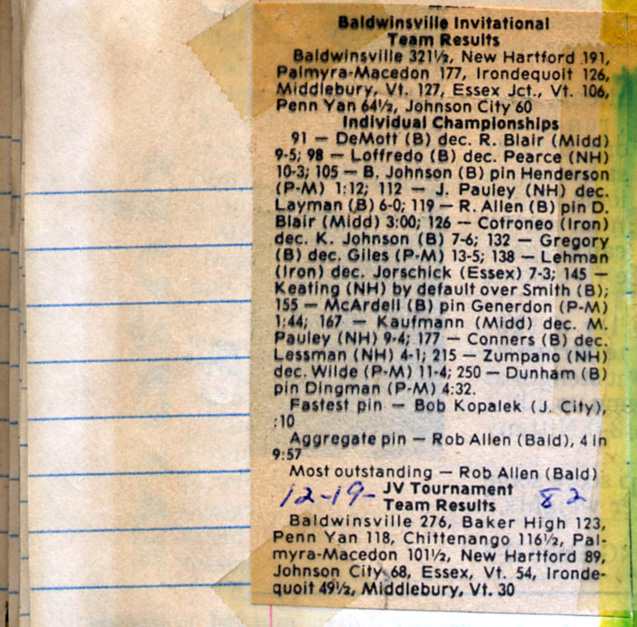 Baldwinsville Invitational
Team Results
Baldwinsville 321½, New Hartford 191,
Palmyra-Macedon 177, Irondequoit 126,
Middlebury, Vt. 127, Essex Jct., Vt. 106,
Penn Yan 64½, Johnson City 60
Individual Championships
91 — DeMott (B) dec. R. Blair (Midd)
9-5; 98 — Loffredo (B) dec. Pearce (NH)
10-3; 105 — B. Johnson (B) pin Henderson
(P-M) 1:12; 112 — J. Pauley (NH) dec.
Layman (B) 6-0; 119 — R. Allen (B) pin D.
Blair (Midd) 3:00; 126 — Cotroneo (Iron)
dec. K. Johnson (B) 7-6; 132 — Gregory
(B) dec. Giles (P-M) 13-5; 138 — Lehman
(Iron) dec. Jorschick (Essex) 7-3; 145 —
Keating (NH) by default over Smith (B);
155 — McArdell (B) pin Generdon (P-M)
1:44; 167 — Kaufmann (Midd) dec. M.
Pauley (NH) 9-4; 177 — Conners (B) dec.
Lessman (NH) 4-1; 215 — Zumpano (NH)
dec. Wilde (P-M) 11-4; 250 — Dunham (B)
pin Dingman (P-M) 4:32.
Fastest pin — Bob Kopalek (J. City),
:10
Aggregate pin — Rob Allen (Bald), 4 in
9:57
Most outstanding — Rob Allen (Bald)
12-19- JV Tournament 82
Team Results
Baldwinsville 276, Baker High 123,
Penn Yan 118, Chittenango 116½, Pal-
myra-Macedon 101½, New Hartford 89,
Johnson City 68, Essex, Vt. 54, Ironde-
quoit 49½, Middlebury, Vt. 30